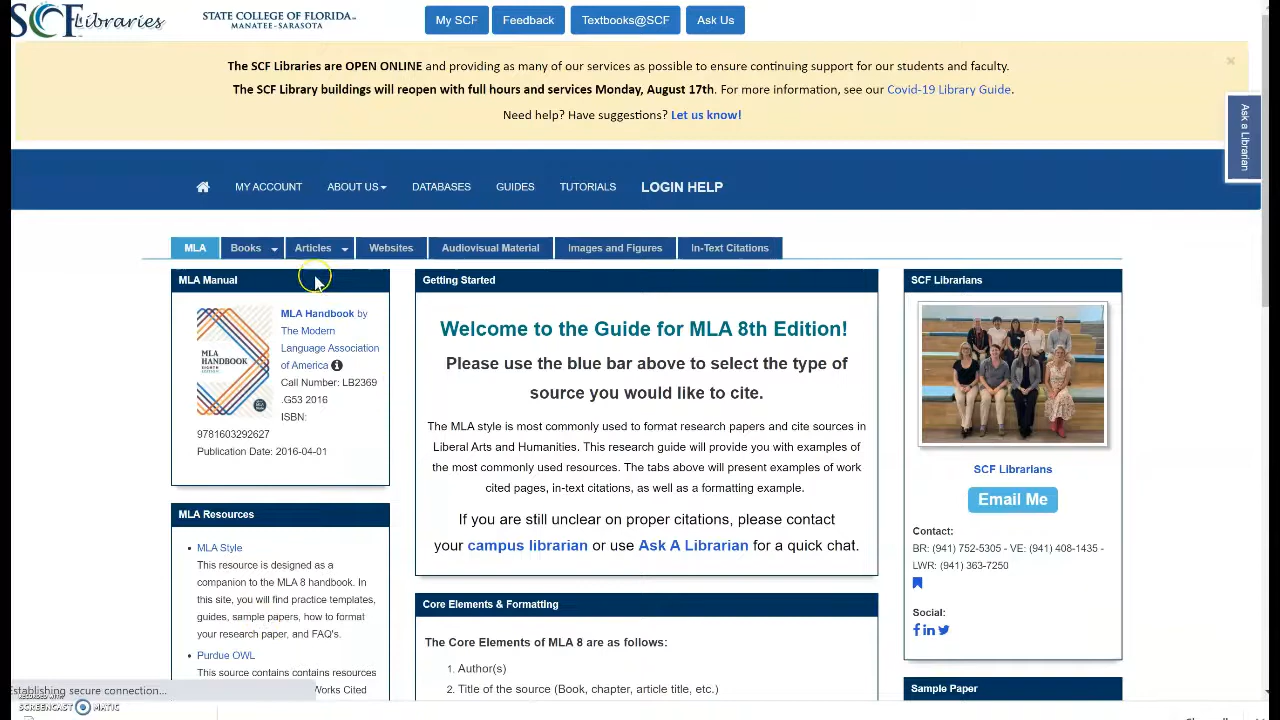 SCF Libraries
STATE COLLEGE OF FLORIDA
MANATEE-SARASOTA
My SCF
Feedback
Textbooks@SCF
Ask Us
The SCF Libraries are OPEN ONLINE and providing as many of our services as possible to ensure continuing support for our students and faculty.
The SCF Library buildings will reopen with full hours and services Monday, August 17th. For more information, see our Covid-19 Library Guide.
Need help? Have suggestions? Let us know!
×
Ask a Librarian
MY ACCOUNT
ABOUT US
DATABASES
GUIDES
TUTORIALS
LOGIN HELP
MLA
Books
Articles
Websites
Audiovisual Material
Images and Figures
In-Text Citations
MLA Manual
MLA
HANDBOOK
EIGHTH
EDITION
MLA Handbook by
The Modern
Language Association
of America
Call Number: LB2369
.G53 2016
ISBN:
9781603292627
Publication Date: 2016-04-01
MLA Resources
• MLA Style
This resource is designed as a
companion to the MLA 8 handbook. In
this site, you will find practice templates,
guides, sample papers, how to format
your research paper, and FAQ's.
• Purdue OWL
This source contains contains resources
Works Cited
Getting Started
Welcome to the Guide for MLA 8th Edition!
Please use the blue bar above to select the type of
source you would like to cite.
The MLA style is most commonly used to format research papers and cite sources in
Liberal Arts and Humanities. This research guide will provide you with examples of
the most commonly used resources. The tabs above will present examples of work
cited pages, in-text citations, as well as a formatting example.
If you are still unclear on proper citations, please contact
your campus librarian or use Ask A Librarian for a quick chat.
Core Elements & Formatting
The Core Elements of MLA 8 are as follows:
1. Author(s)
2. Title of the source (Book, chapter, article title, etc.)
SCF Librarians
SCF Librarians
Email Me
Contact:
BR: (941) 752-5305 - VE: (941) 408-1435 -
LWR: (941) 363-7250
Social:
Sample Paper
Establishing secure connection...
RECORDED WITH
SCREENCAST MATIC